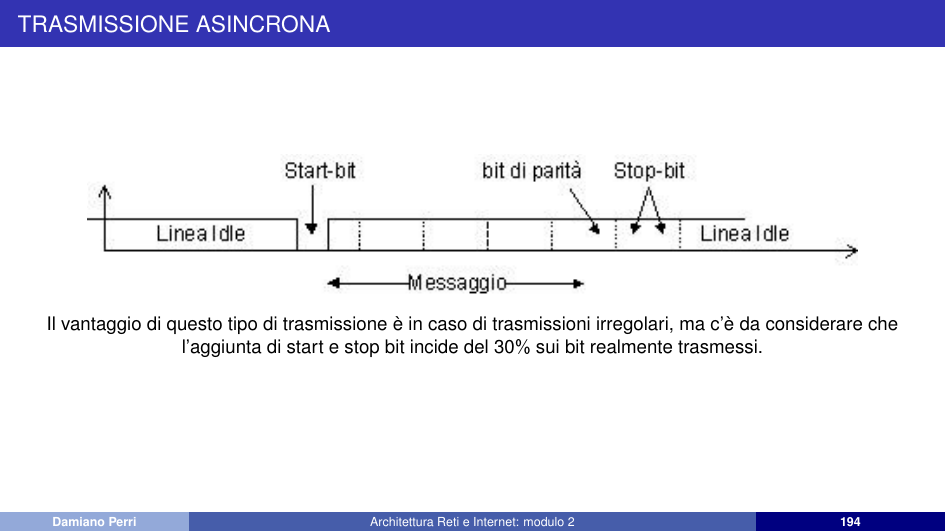 TRASMISSIONE ASINCRONA
Start-bit
bit di parità
Stop-bit
Linea Idle
Linea Idle
Messaggio
Il vantaggio di questo tipo di trasmissione è in caso di trasmissioni irregolari, ma c'è da considerare che
l'aggiunta di start e stop bit incide del 30% sui bit realmente trasmessi.
Damiano Perri
Architettura Reti e Internet: modulo 2
194